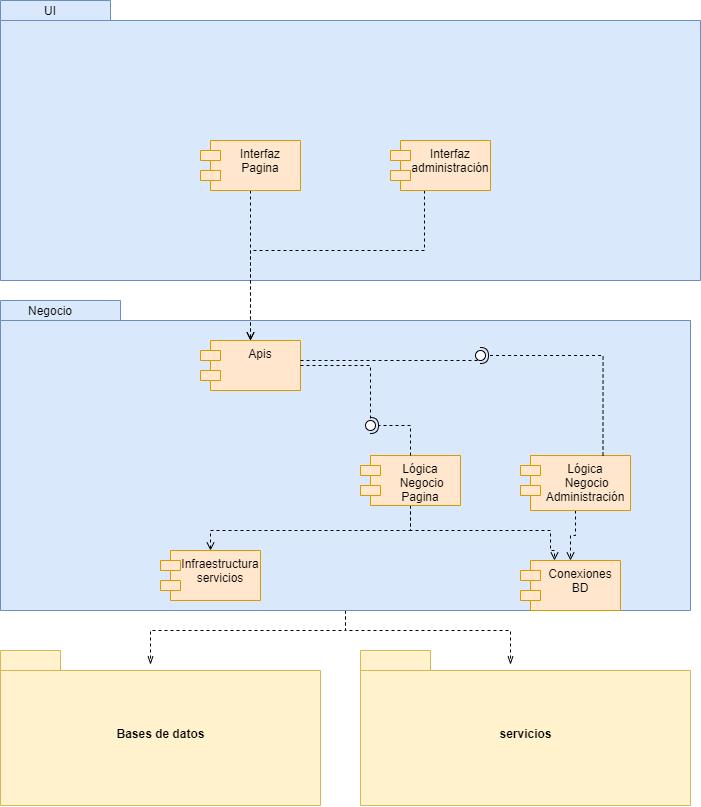 UI
Interfaz
Pagina
Interfaz
administración
Negocio
Apis
Lógica
Negocio
Pagina
Lógica
Negocio
Administración
Infraestructura
servicios
Conexiones
BD
Bases de datos
servicios